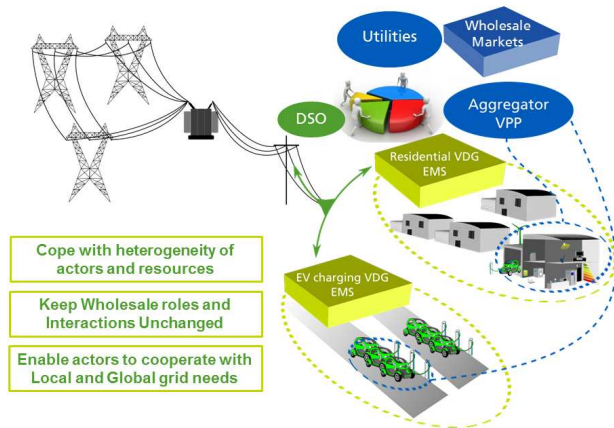 Utilities
Wholesale
Markets
DSO
Aggregator
VPP
Residential VDG
EMS
Cope with heterogeneity of
actors and resources
EV charging VDG
EMS
Keep Wholesale roles and
Interactions Unchanged
Enable actors to cooperate with
Local and Global grid needs